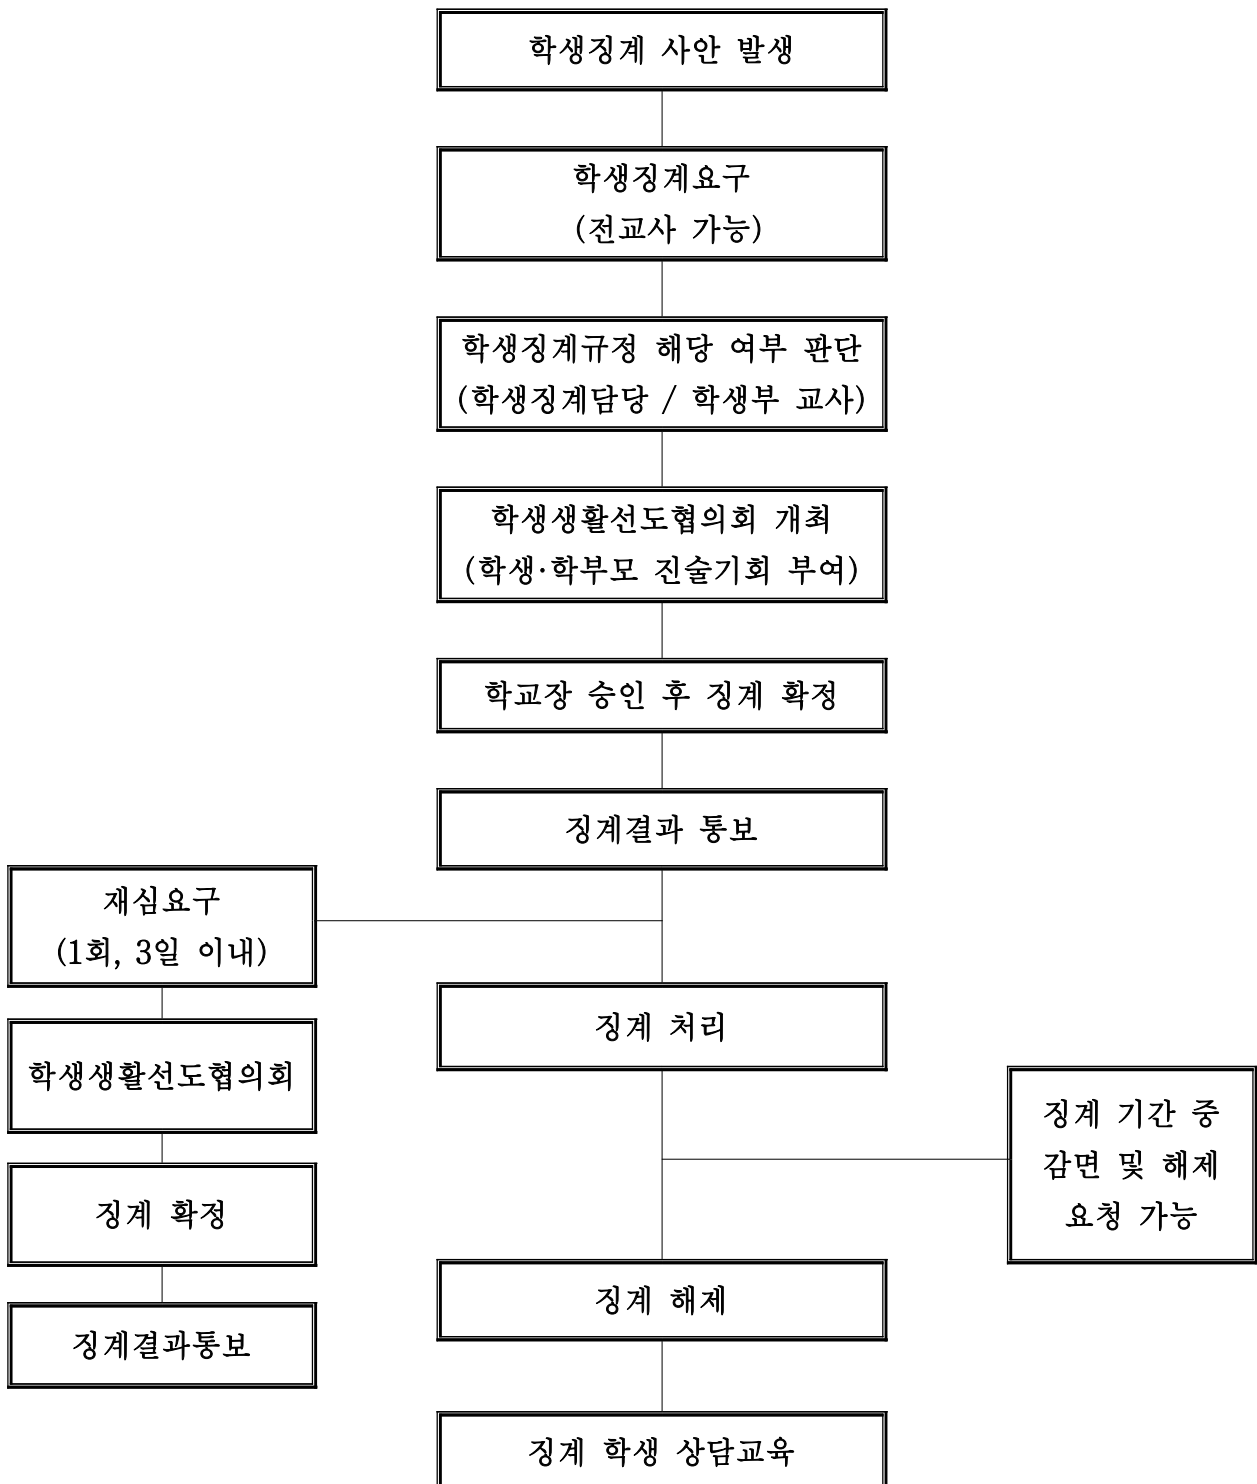 학생징계 사안 발생
학생징계요구
(전교사 가능)
학생징계규정 해당 여부 판단
(학생징계담당 / 학생부 교사)
학생생활선도협의회 개최
(학생·학부모 진술기회 부여)
학교장 승인 후 징계 확정
징계결과 통보
재심요구
(1회, 3일 이내)
학생생활선도협의회
징계 확정
징계결과통보
징계 처리
징계 기간 중
감면 및 해제
요청 가능
징계 해제
징계 학생 상담교육